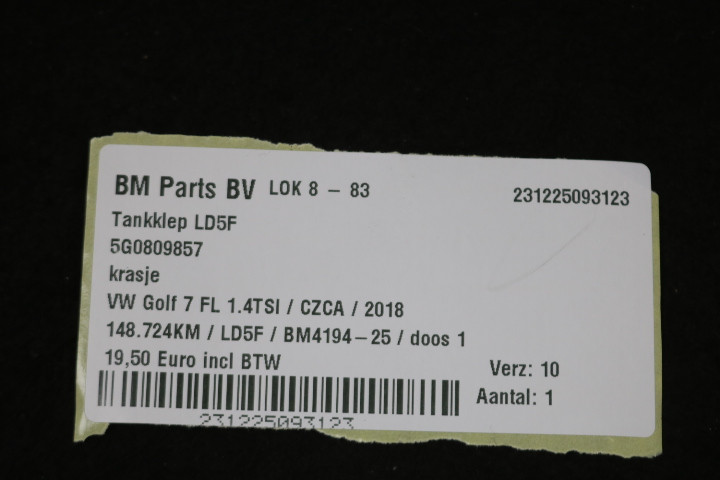 BM Parts BV LOK 8 - 83 231225093123
Tankklep LD5F
5G0809857
krasje
VW Golf 7 FL 1.4TSI / CZCA / 2018
148.724KM / LD5F / BM4194-25 / doos 1
19,50 Euro incl BTW Verz: 10
Aantal: 1
231225093123